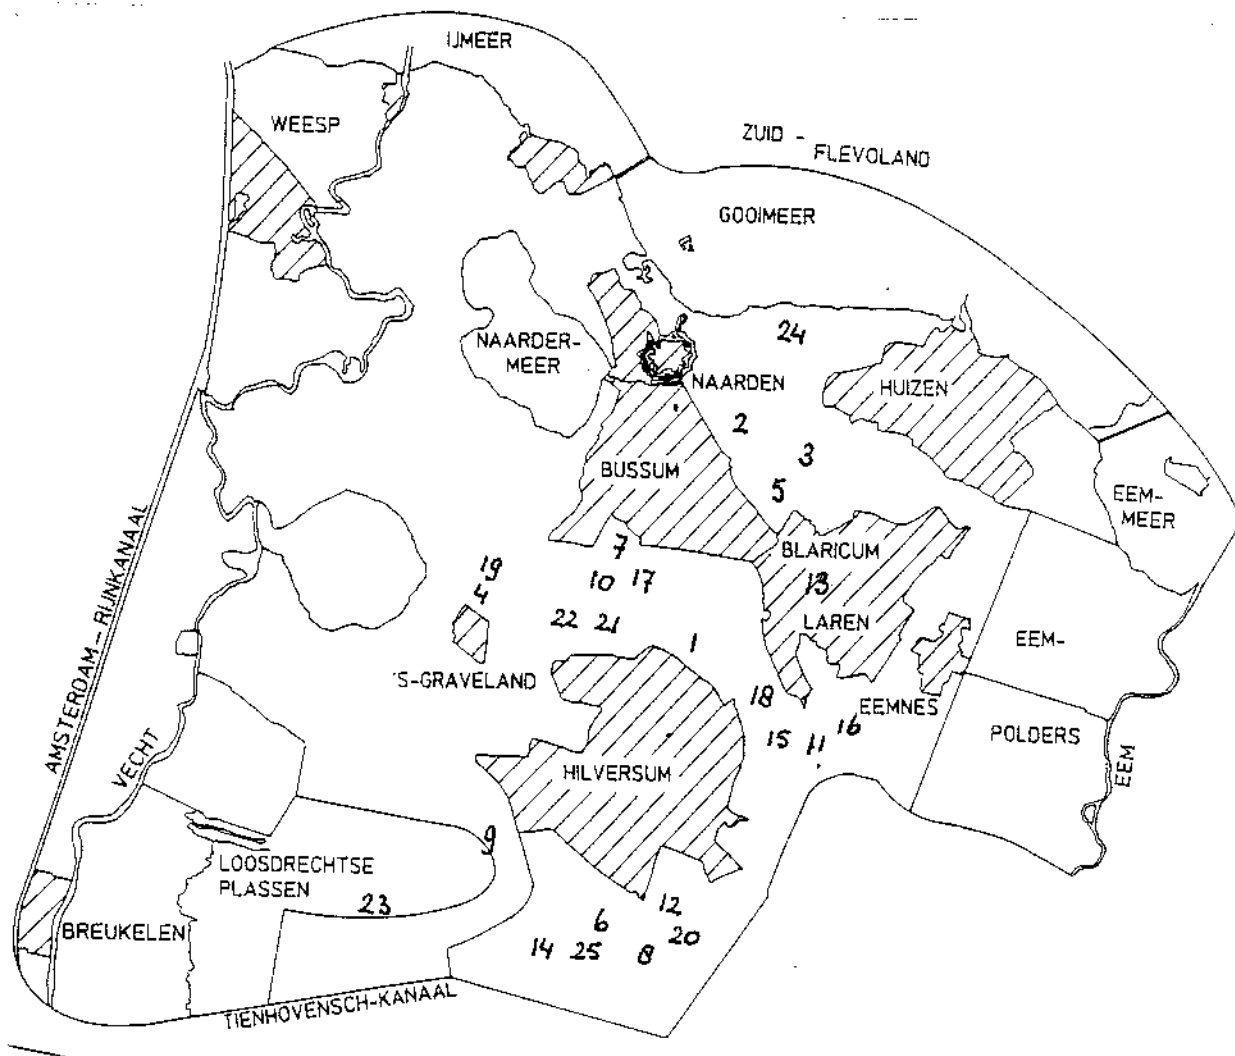 IJMEER
WEESP
ZUID -
FLEVOLAND
GOOIMEER
24
NAARDER-
MEER
NAARDEN
HUIZEN
2
3
BUSSUM
5
EEM-
MEER
AMSTERDAM - RIJNKANAAL
7
BLARICUM
19
10
17
13
4
22
21
LAREN
1
EEM-
'S-GRAVELAND
18
EEMNES
16
15
11
POLDERS
VECHT
HILVERSUM
EEM
9
LOOSDRECHTSE
PLASSEN
23
12
6
BREUKELEN
20
14
25
8
TIENHOVENSCH-KANAAL